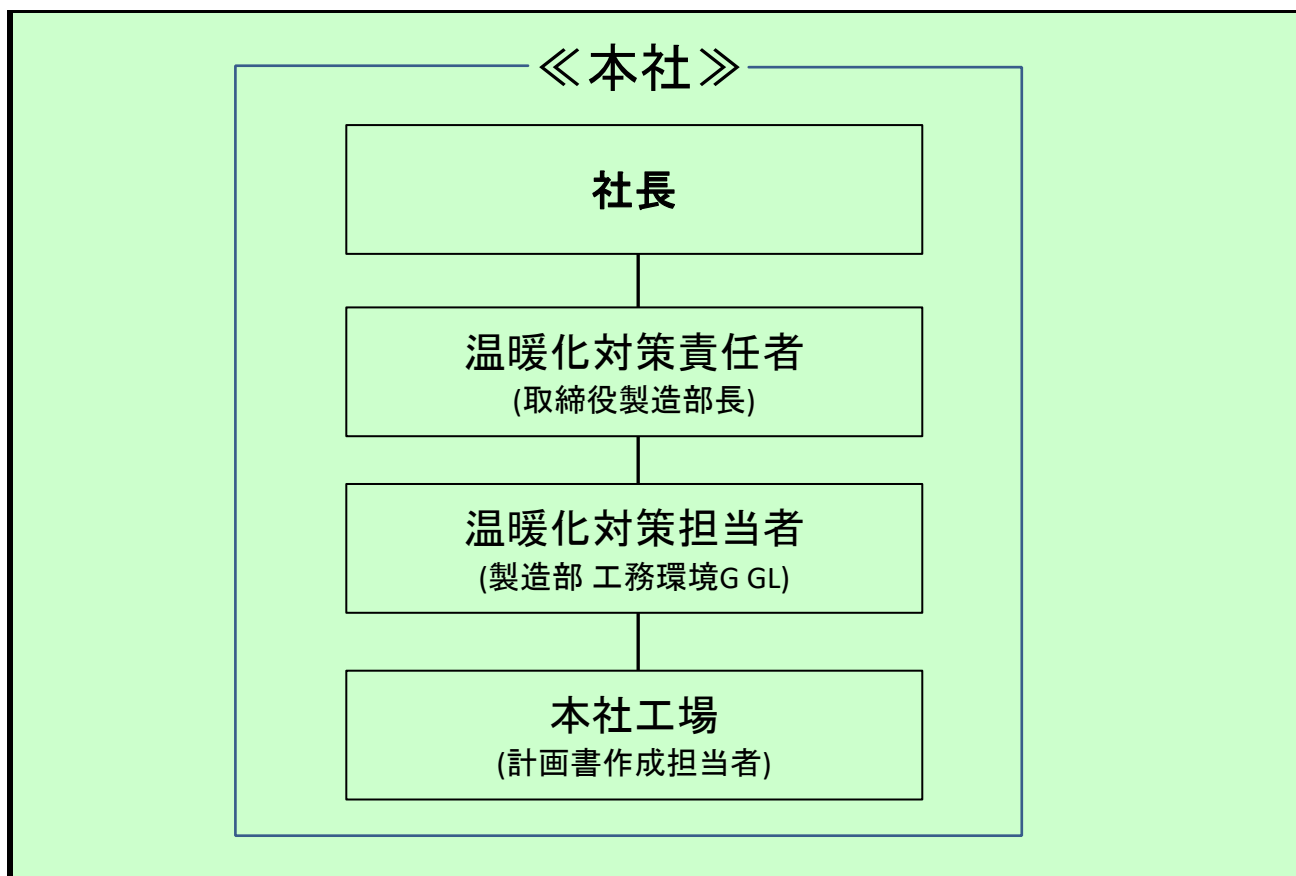 ≪本社≫
社長
温暖化対策責任者
(取締役製造部長)
温暖化対策担当者
(製造部 工務環境G GL)
本社工場
(計画書作成担当者)